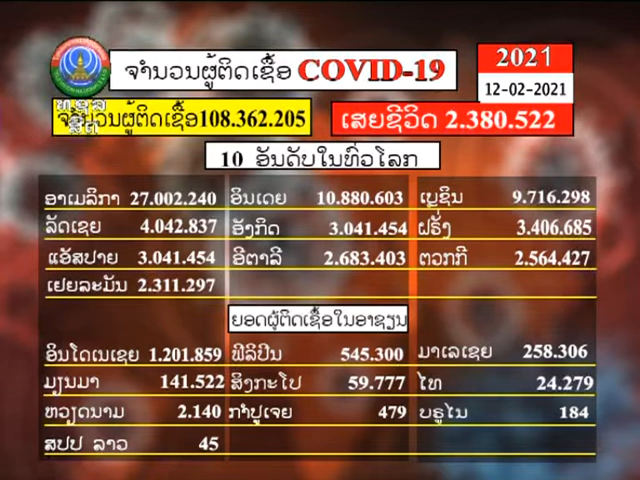 ຈຳນວນຜູ້ຕິດເຊື້ອ COVID-19
2021
12-02-2021
ທຊລ
ສົດ
ຈຳນວນຜູ້ຕິດເຊື້ອ108.362.205
ເສຍຊີວິດ 2.380.522
10 ອັນດັບໃນທົ່ວໂລກ
ອາເມລິກາ 27.002.240 ອິນເດຍ 10.880.603 ເບຼຊິນ 9.716.298
ລັດເຊຍ 4.042.837 ອັງກິດ 3.041.454 ຝຣັ່ງ 3.406.685
ແອັສປາຍ 3.041.454 ອີຕາລີ 2.683.403 ຕວກກີ 2.564.427
ເຢຍລະມັນ 2.311.297
ຍອດຜູ້ຕິດເຊື້ອໃນອາຊຽນ
ອິນໂດເນເຊຍ 1.201.859 ຟີລິປິນ 545.300 ມາເລເຊຍ 258.306
ມຽນມາ 141.522 ສິງກະໂປ 59.777 ໄທ 24.279
ຫວຽດນາມ 2.140 ກຳປູເຈຍ 479 ບຣູໄນ 184
ສປປ ລາວ 45